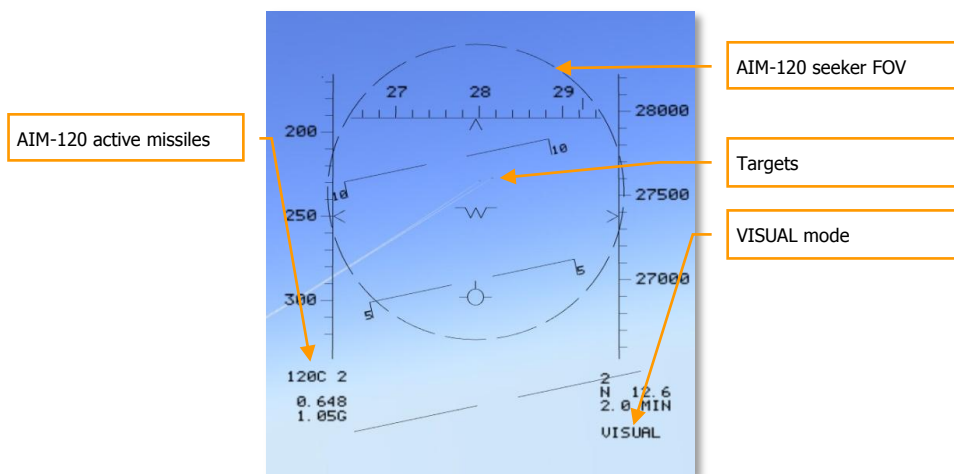 AIM-120 seeker FOV
27 28 29
28000
AIM-120 active missiles
200
10
Targets
10
27500
250
VISUAL mode
5
27000
300
5
120C 2
2
N 12.6
0.648
2.0 MIN
1.05G
VISUAL